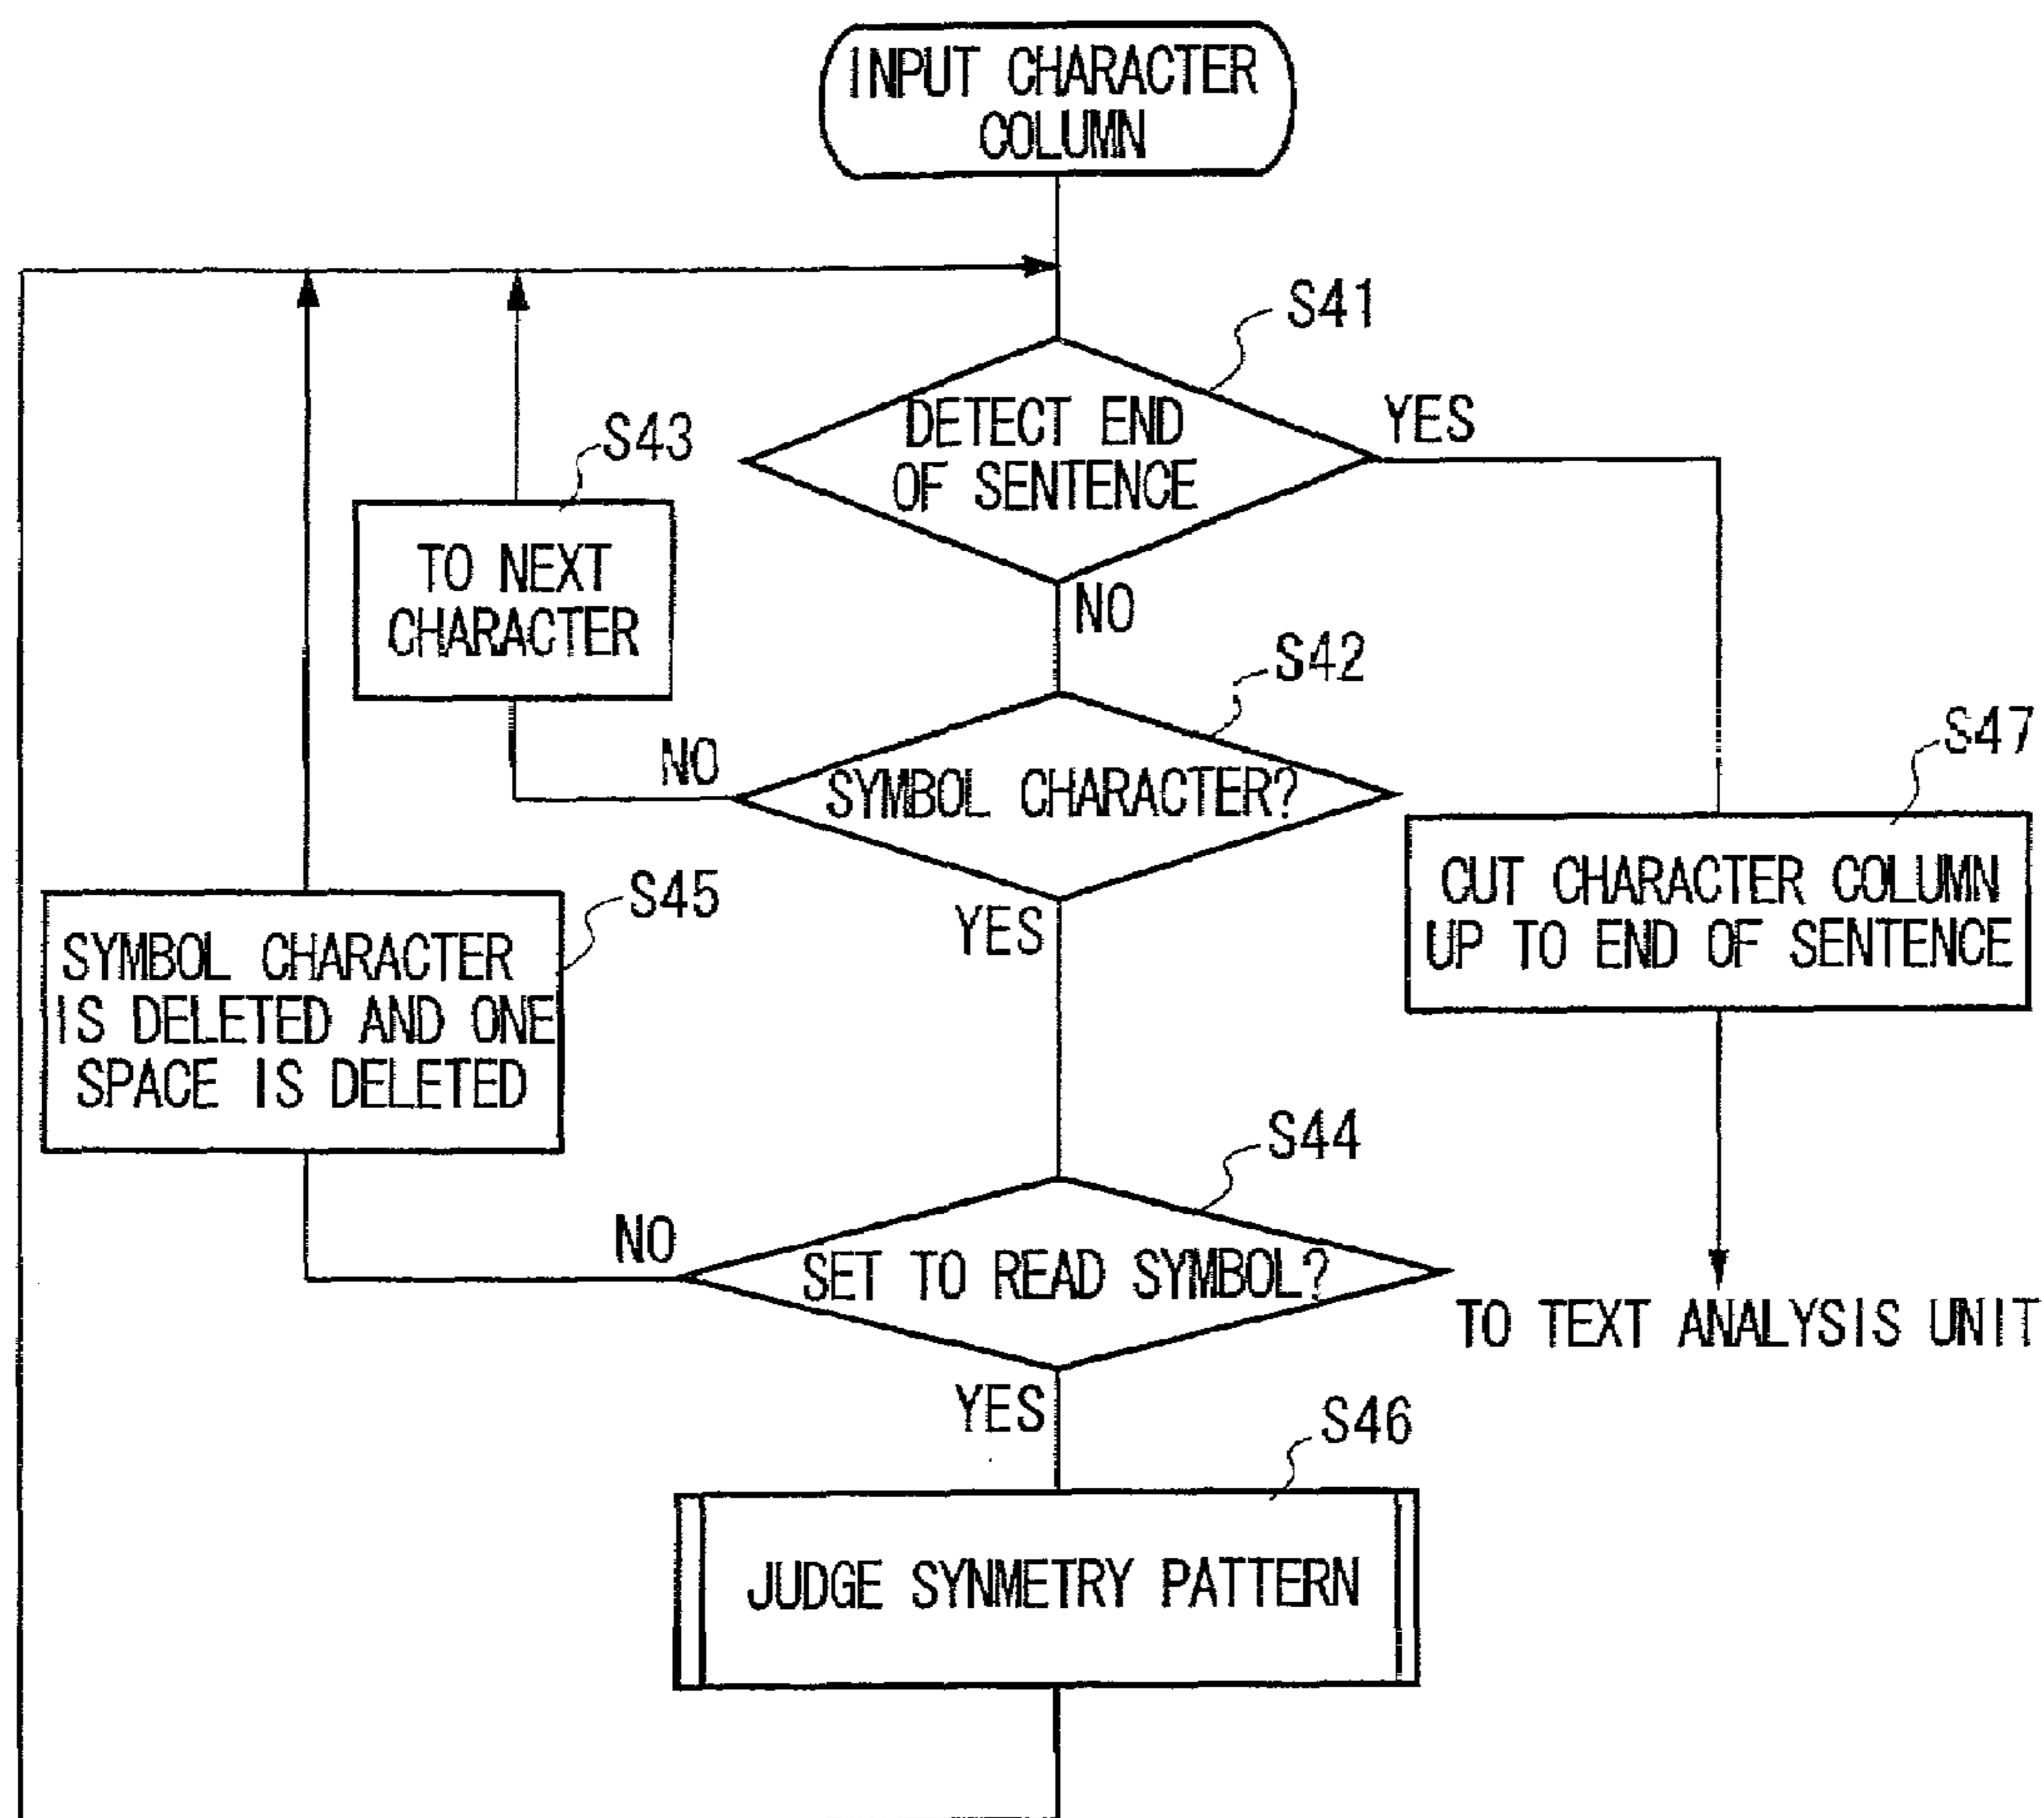 INPUT CHARACTER
COLUMN
S41
DETECT END
OF SENTENCE
YES
NO
S43
TO NEXT
CHARACTER
S42
SYMBOL CHARACTER?
NO
YES
S47
CUT CHARACTER COLUMN
UP TO END OF SENTENCE
S45
SYMBOL CHARACTER
IS DELETED AND ONE
SPACE IS DELETED
S44
SET TO READ SYMBOL?
NO
YES
TO TEXT ANALYSIS UNIT
S46
JUDGE SYNMETRY PATTERN